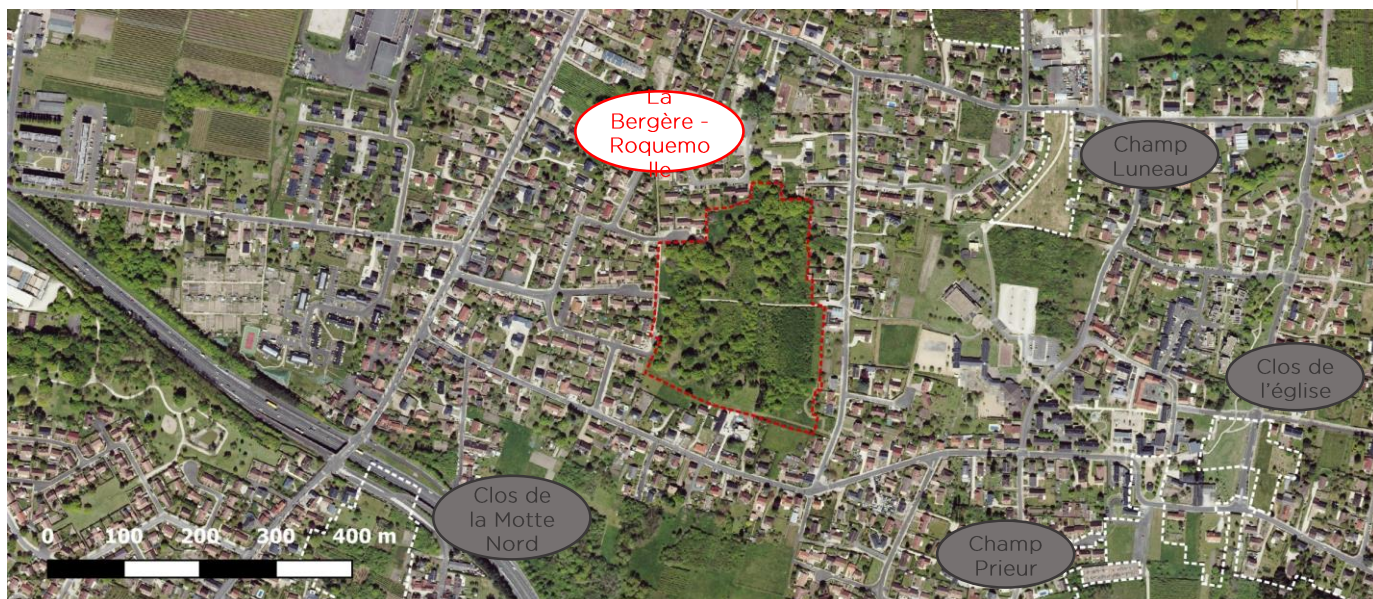 La
Bergère -
Roquemo
lle
Champ
Luneau
Clos de
l'église
Clos de
la Motte
Nord
Champ
Prieur
0 100 200 300 400 m